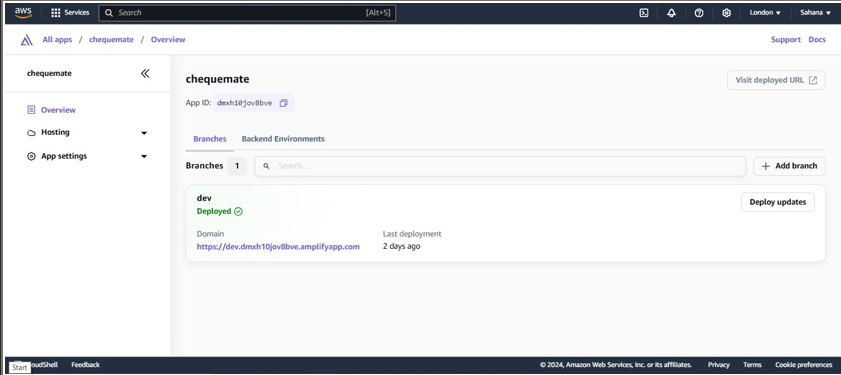 aws Services Search [Alt+S] London Sahana
All apps / chequemate / Overview Support Docs
chequemate
Overview
Hosting
App settings
chequemate
Visit deployed URL
App ID: dmxh10jov8bve
Branches Backend Environments
Branches 1 Search... + Add branch
dev
Deployed
Deploy updates
Domain Last deployment
https://dev.dmxh10jov8bve.amplifyapp.com 2 days ago
Start oudShell Feedback © 2024, Amazon Web Services, Inc. or its affiliates. Privacy Terms Cookie preferences